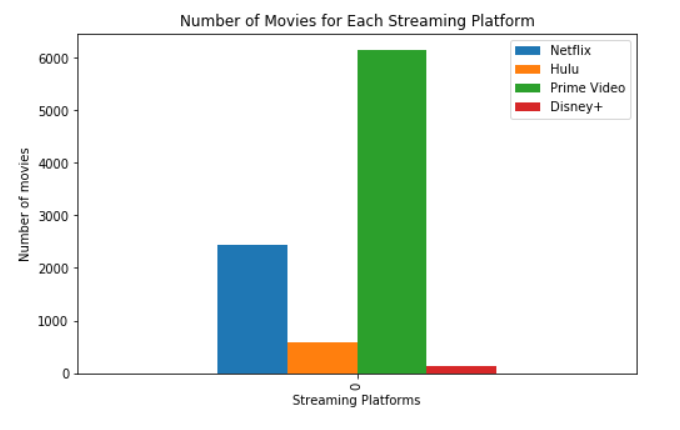 Number of Movies for Each Streaming Platform
Netflix
Hulu
Prime Video
Disney+
6000
5000
4000
3000
2000
1000
0
Number of movies
0
Streaming Platforms